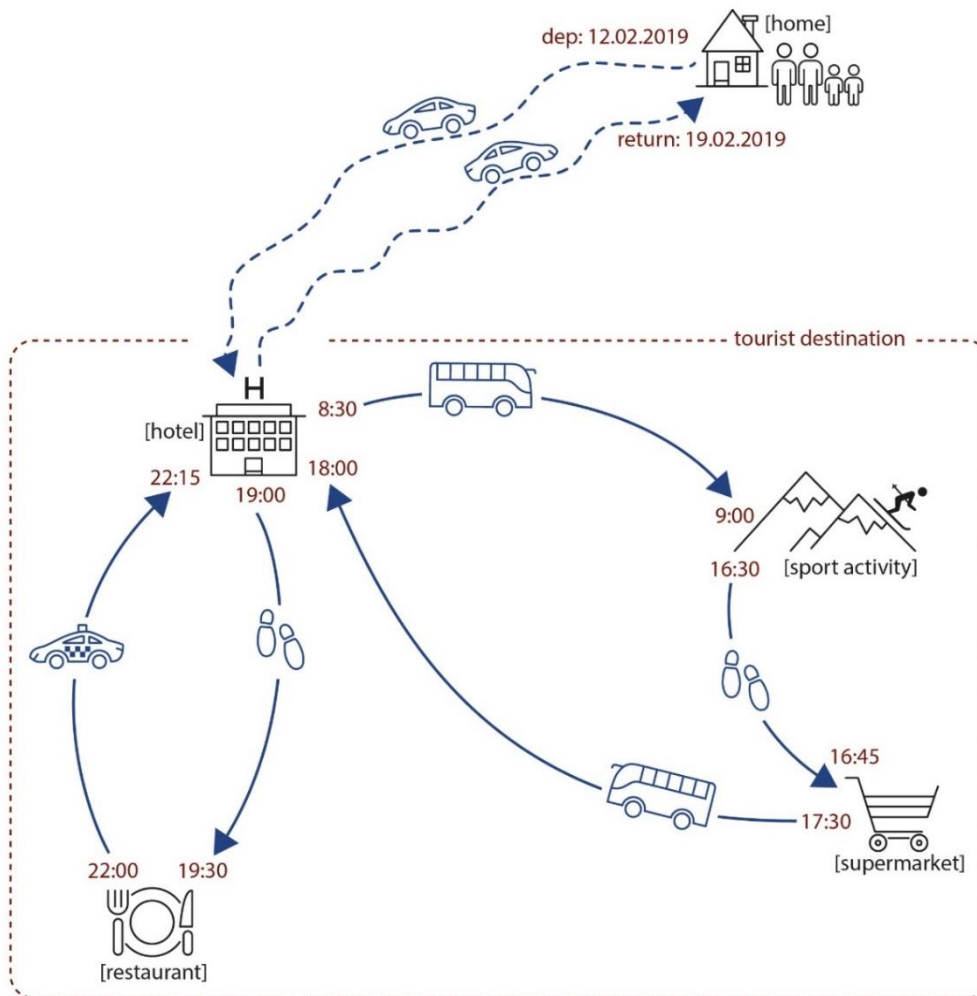 [home]
dep: 12.02.2019
return: 19.02.2019
tourist destination
H
8:30
[hotel]
18:00
22:15
19:00
9:00
16:30
[sport activity]
16:45
17:30
[supermarket]
22:00
19:30
[restaurant]